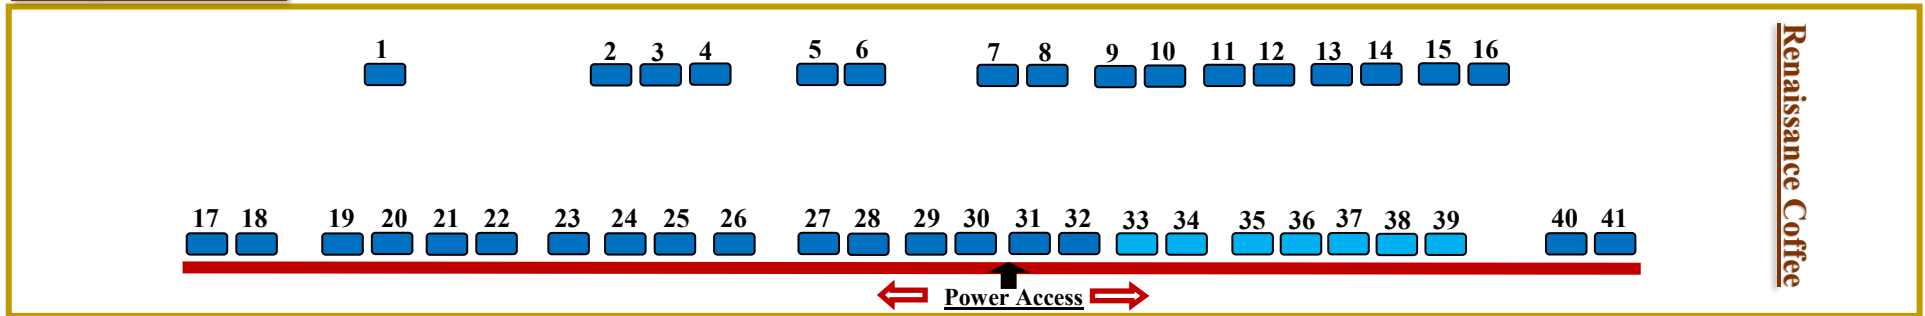 1 2 3 4 5 6 7 8 9 10 11 12 13 14 15 16
Renaissance Coffee
17 18 19 20 21 22 23 24 25 26 27 28 29 30 31 32 33 34 35 36 37 38 39 40 41
Power Access